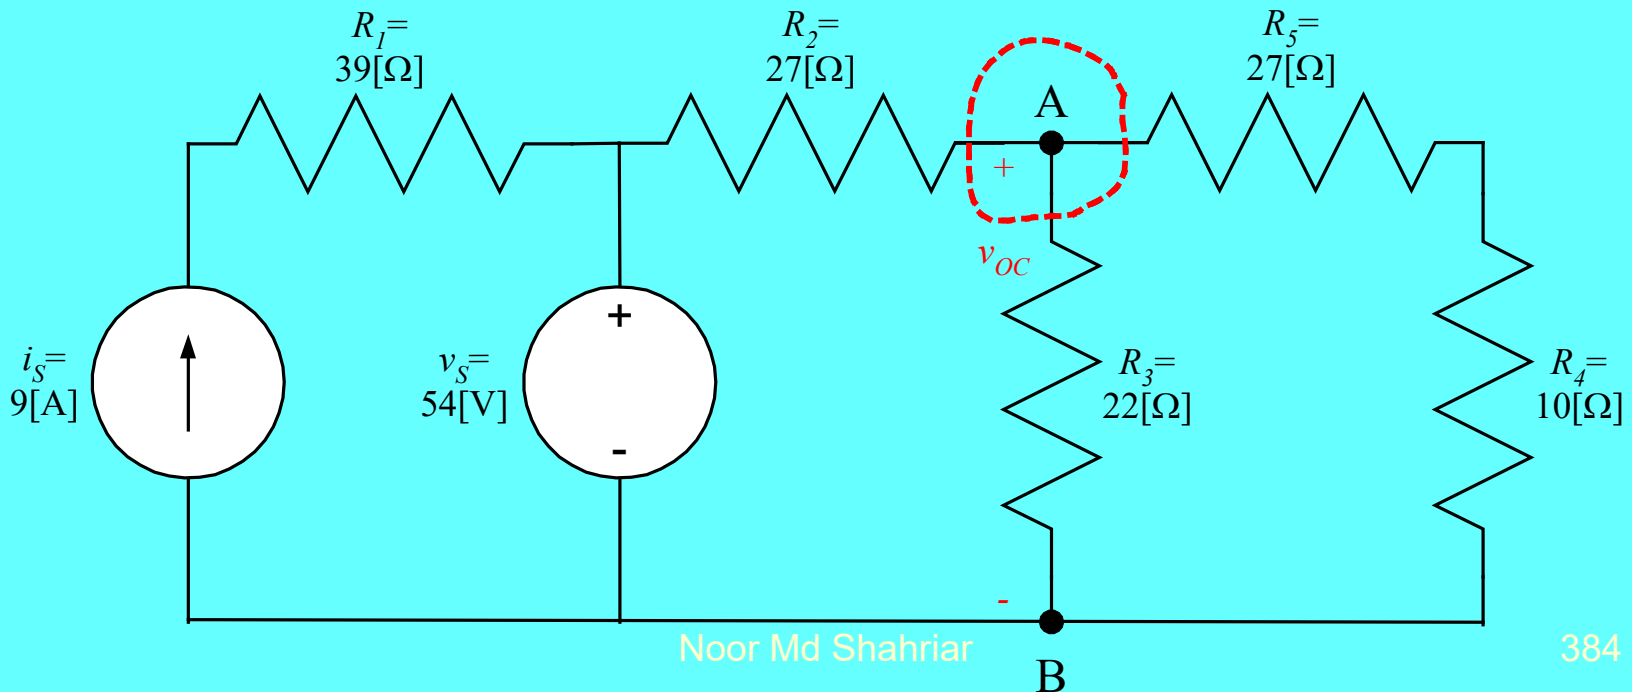 R1=
39[Ω]
R2=
27[Ω]
R5=
27[Ω]
A
+
vOC
+
iS=
9[A]
vS=
54[V]
R3=
22[Ω]
R4=
10[Ω]
-
-
Noor Md Shahriar
384
B